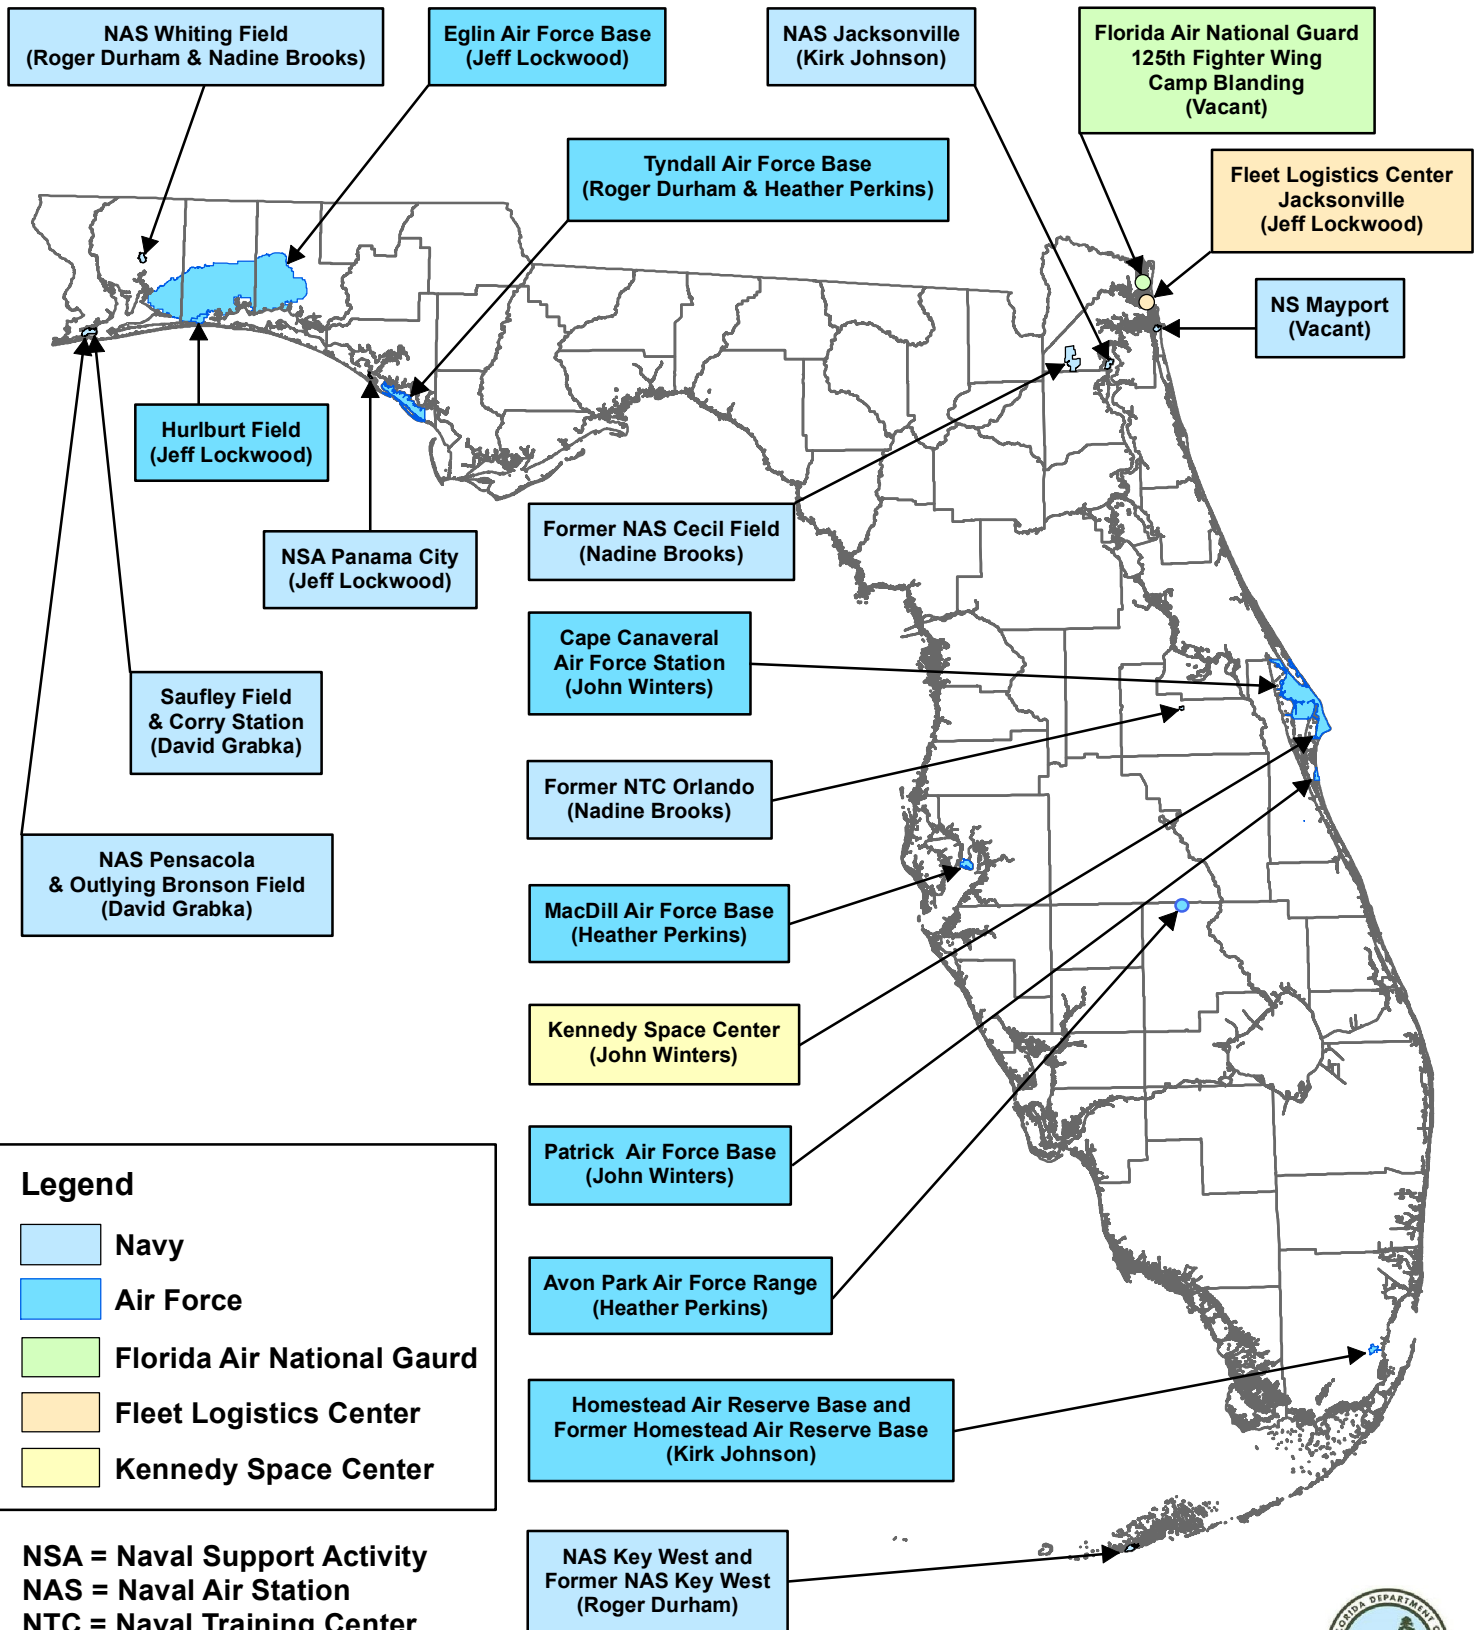 NAS Whiting Field
(Roger Durham & Nadine Brooks)
Eglin Air Force Base
(Jeff Lockwood)
NAS Jacksonville
(Kirk Johnson)
Florida Air National Guard
125th Fighter Wing
Camp Blanding
(Vacant)
Tyndall Air Force Base
(Roger Durham & Heather Perkins)
Fleet Logistics Center
Jacksonville
(Jeff Lockwood)
NS Mayport
(Vacant)
Hurlburt Field
(Jeff Lockwood)
NSA Panama City
(Jeff Lockwood)
Former NAS Cecil Field
(Nadine Brooks)
Cape Canaveral
Air Force Station
(John Winters)
Saufley Field
& Corry Station
(David Grabka)
Former NTC Orlando
(Nadine Brooks)
NAS Pensacola
& Outlying Bronson Field
(David Grabka)
MacDill Air Force Base
(Heather Perkins)
Kennedy Space Center
(John Winters)
Patrick Air Force Base
(John Winters)
Avon Park Air Force Range
(Heather Perkins)
Homestead Air Reserve Base and
Former Homestead Air Reserve Base
(Kirk Johnson)
NAS Key West and
Former NAS Key West
(Roger Durham)
Legend
Navy
Air Force
Florida Air National Gaurd
Fleet Logistics Center
Kennedy Space Center
NSA = Naval Support Activity
NAS = Naval Air Station
NTC = Naval Training Center